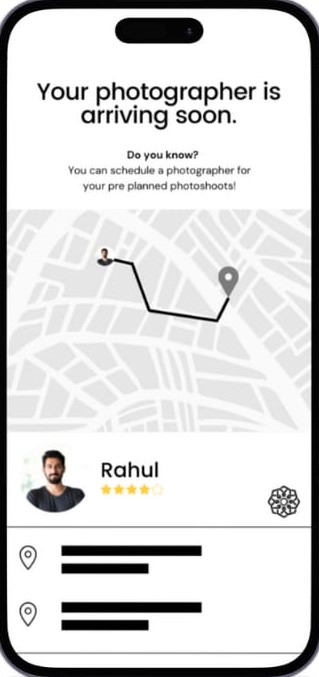 Your photographer is
arriving soon.
Do you know?
You can schedule a photographer for
your pre planned photoshoots!
Rahul